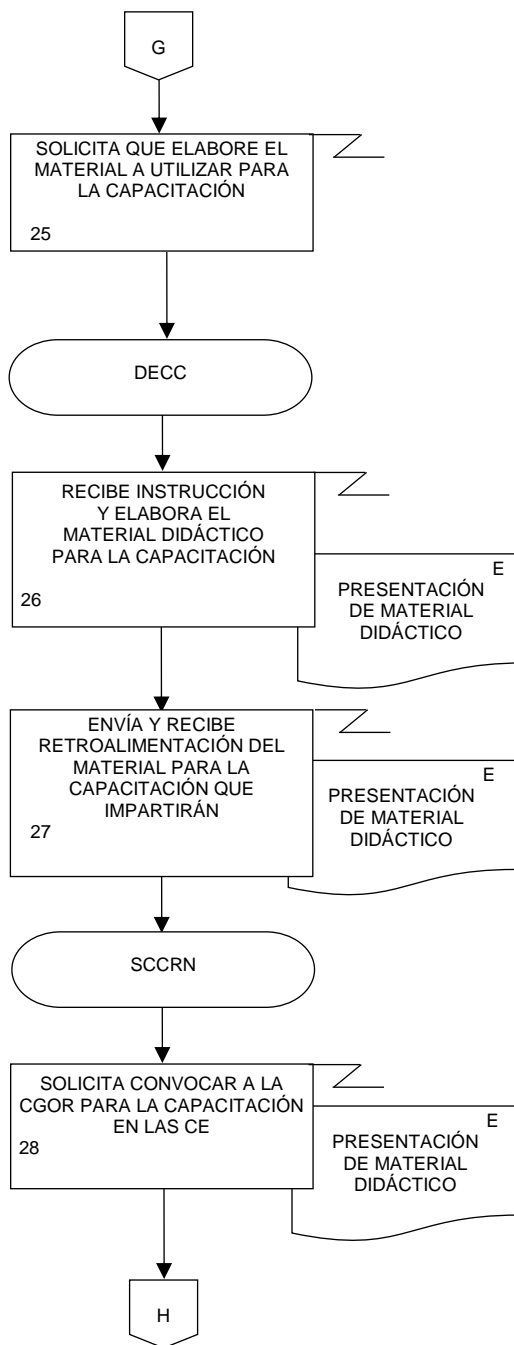 G
SOLICITA QUE ELABORE EL
MATERIAL A UTILIZAR PARA
LA CAPACITACIÓN
25
DECC
RECIBE INSTRUCCIÓN
Y ELABORA EL
MATERIAL DIDÁCTICO
PARA LA CAPACITACIÓN
26
E
PRESENTACIÓN
DE MATERIAL
DIDÁCTICO
ENVÍA Y RECIBE
RETROALIMENTACIÓN DEL
MATERIAL PARA LA
CAPACITACIÓN QUE
IMPARTIRÁN
27
E
PRESENTACIÓN
DE MATERIAL
DIDÁCTICO
SCCRN
SOLICITA CONVOCAR A LA
CGOR PARA LA CAPACITACIÓN
EN LAS CE
28
E
PRESENTACIÓN
DE MATERIAL
DIDÁCTICO
H